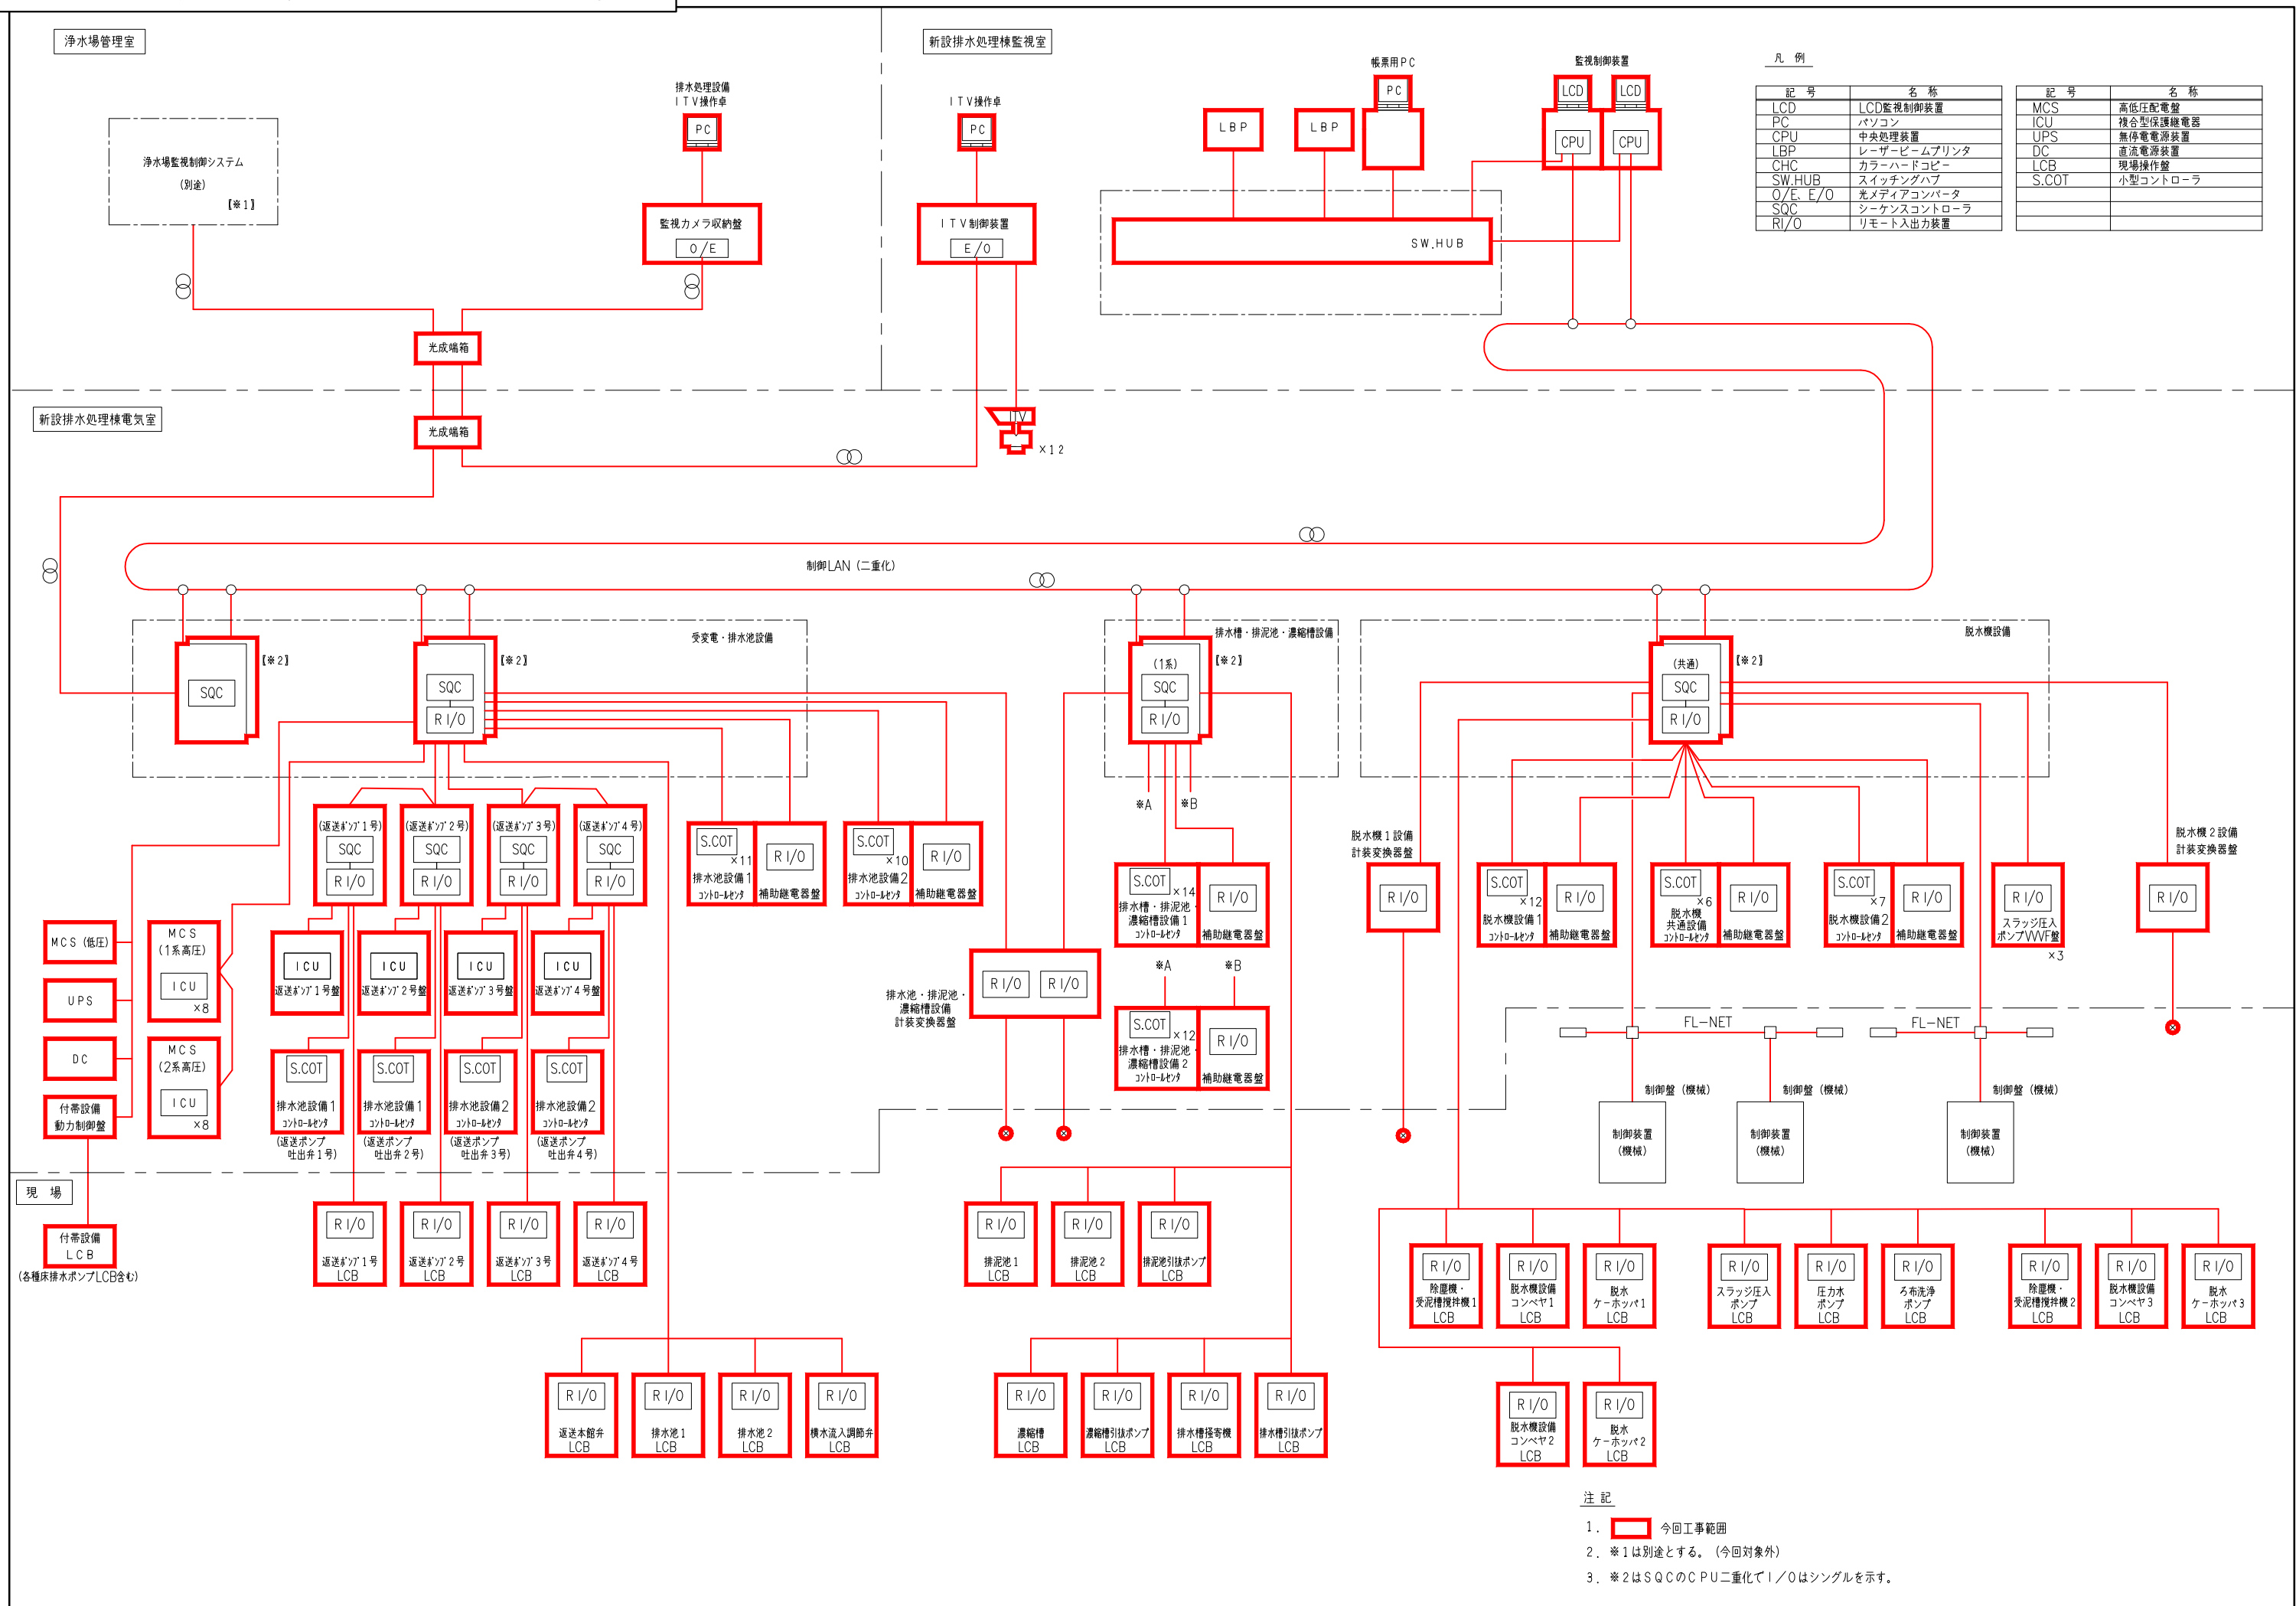 浄水場管理室
新設排水処理棟監視室
浄水場監視制御システム
(別途)
[※1]
排水処理設備
ITV操作卓
PC
監視カメラ収納盤
O/E
光成端箱
ITV操作卓
PC
ITV制御装置
E/O
LBP
LBP
帳票用PC
PC
監視制御装置
LCD
LCD
CPU
CPU
SW.HUB
凡 例
記 号 名 称
LCD LCD監視制御装置
PC パソコン
CPU 中央処理装置
LBP レーザービームプリンタ
CHC カラーハードコピー
SW.HUB スイッチングハブ
O/E、E/O 光メディアコンバータ
SQC シーケンスコントローラ
RI/O リモート入出力装置
記 号 名 称
MCS 高低圧配電盤
ICU 複合型保護継電器
UPS 無停電電源装置
DC 直流電源装置
LCB 現場操作盤
S.COT 小型コントローラ
新設排水処理棟電気室
光成端箱
ITV
×12
制御LAN (二重化)
受変電・排水池設備
SQC
[※2]
SQC
RI/O
[※2]
排水槽・排泥池・濃縮槽設備
(1系)
SQC
RI/O
[※2]
※A
※B
脱水機設備
(共通)
SQC
RI/O
[※2]
(返送ポンプ1号)
SQC
RI/O
(返送ポンプ2号)
SQC
RI/O
(返送ポンプ3号)
SQC
RI/O
(返送ポンプ4号)
SQC
RI/O
S.COT
×11
排水池設備1
コントロールセンタ
RI/O
補助継電器盤
S.COT
×10
排水池設備2
コントロールセンタ
RI/O
補助継電器盤
S.COT
×14
排水槽・排泥池・
濃縮槽設備1
コントロールセンタ
RI/O
補助継電器盤
※A
※B
S.COT
×12
排水槽・排泥池・
濃縮槽設備2
コントロールセンタ
RI/O
補助継電器盤
脱水機1設備
計装変換器盤
RI/O
S.COT
×12
脱水機設備1
コントロールセンタ
RI/O
補助継電器盤
S.COT
×6
脱水機
共通設備
コントロールセンタ
RI/O
補助継電器盤
S.COT
×7
脱水機設備2
コントロールセンタ
RI/O
補助継電器盤
RI/O
スラッジ圧入
ポンプVVVF盤
×3
脱水機2設備
計装変換器盤
RI/O
MCS (低圧)
UPS
DC
付帯設備
動力制御盤
MCS
(1系高圧)
ICU
×8
MCS
(2系高圧)
ICU
×8
ICU
返送ポンプ1号盤
ICU
返送ポンプ2号盤
ICU
返送ポンプ3号盤
ICU
返送ポンプ4号盤
S.COT
排水池設備1
コントロールセンタ
(返送ポンプ
吐出弁1号)
S.COT
排水池設備1
コントロールセンタ
(返送ポンプ
吐出弁2号)
S.COT
排水池設備2
コントロールセンタ
(返送ポンプ
吐出弁3号)
S.COT
排水池設備2
コントロールセンタ
(返送ポンプ
吐出弁4号)
RI/O
RI/O
排水池・排泥池・
濃縮槽設備
計装変換器盤
FL-NET
FL-NET
制御盤 (機械)
制御装置
(機械)
制御盤 (機械)
制御装置
(機械)
制御盤 (機械)
制御装置
(機械)
現 場
付帯設備
LCB
(各種床排水ポンプLCB含む)
RI/O
返送ポンプ1号
LCB
RI/O
返送ポンプ2号
LCB
RI/O
返送ポンプ3号
LCB
RI/O
返送ポンプ4号
LCB
RI/O
排泥池1
LCB
RI/O
排泥池2
LCB
RI/O
排泥池引抜ポンプ
LCB
RI/O
除塵機・
受泥槽撹拌機1
LCB
RI/O
脱水機設備
コンベヤ1
LCB
RI/O
脱水
ケーホッパ1
LCB
RI/O
スラッジ圧入
ポンプ
LCB
RI/O
圧力水
ポンプ
LCB
RI/O
ろ布洗浄
ポンプ
LCB
RI/O
除塵機・
受泥槽撹拌機2
LCB
RI/O
脱水機設備
コンベヤ3
LCB
RI/O
脱水
ケーホッパ3
LCB
RI/O
返送本館弁
LCB
RI/O
排水池1
LCB
RI/O
排水池2
LCB
RI/O
横水流入調節弁
LCB
RI/O
濃縮槽
LCB
RI/O
濃縮槽引抜ポンプ
LCB
RI/O
排水槽掻寄機
LCB
RI/O
排水槽引抜ポンプ
LCB
RI/O
脱水機設備
コンベヤ2
LCB
RI/O
脱水
ケーホッパ2
LCB
注 記
1. 今回工事範囲
2. ※1は別途とする。(今回対象外)
3. ※2はSQCのCPU二重化でI/Oはシングルを示す。